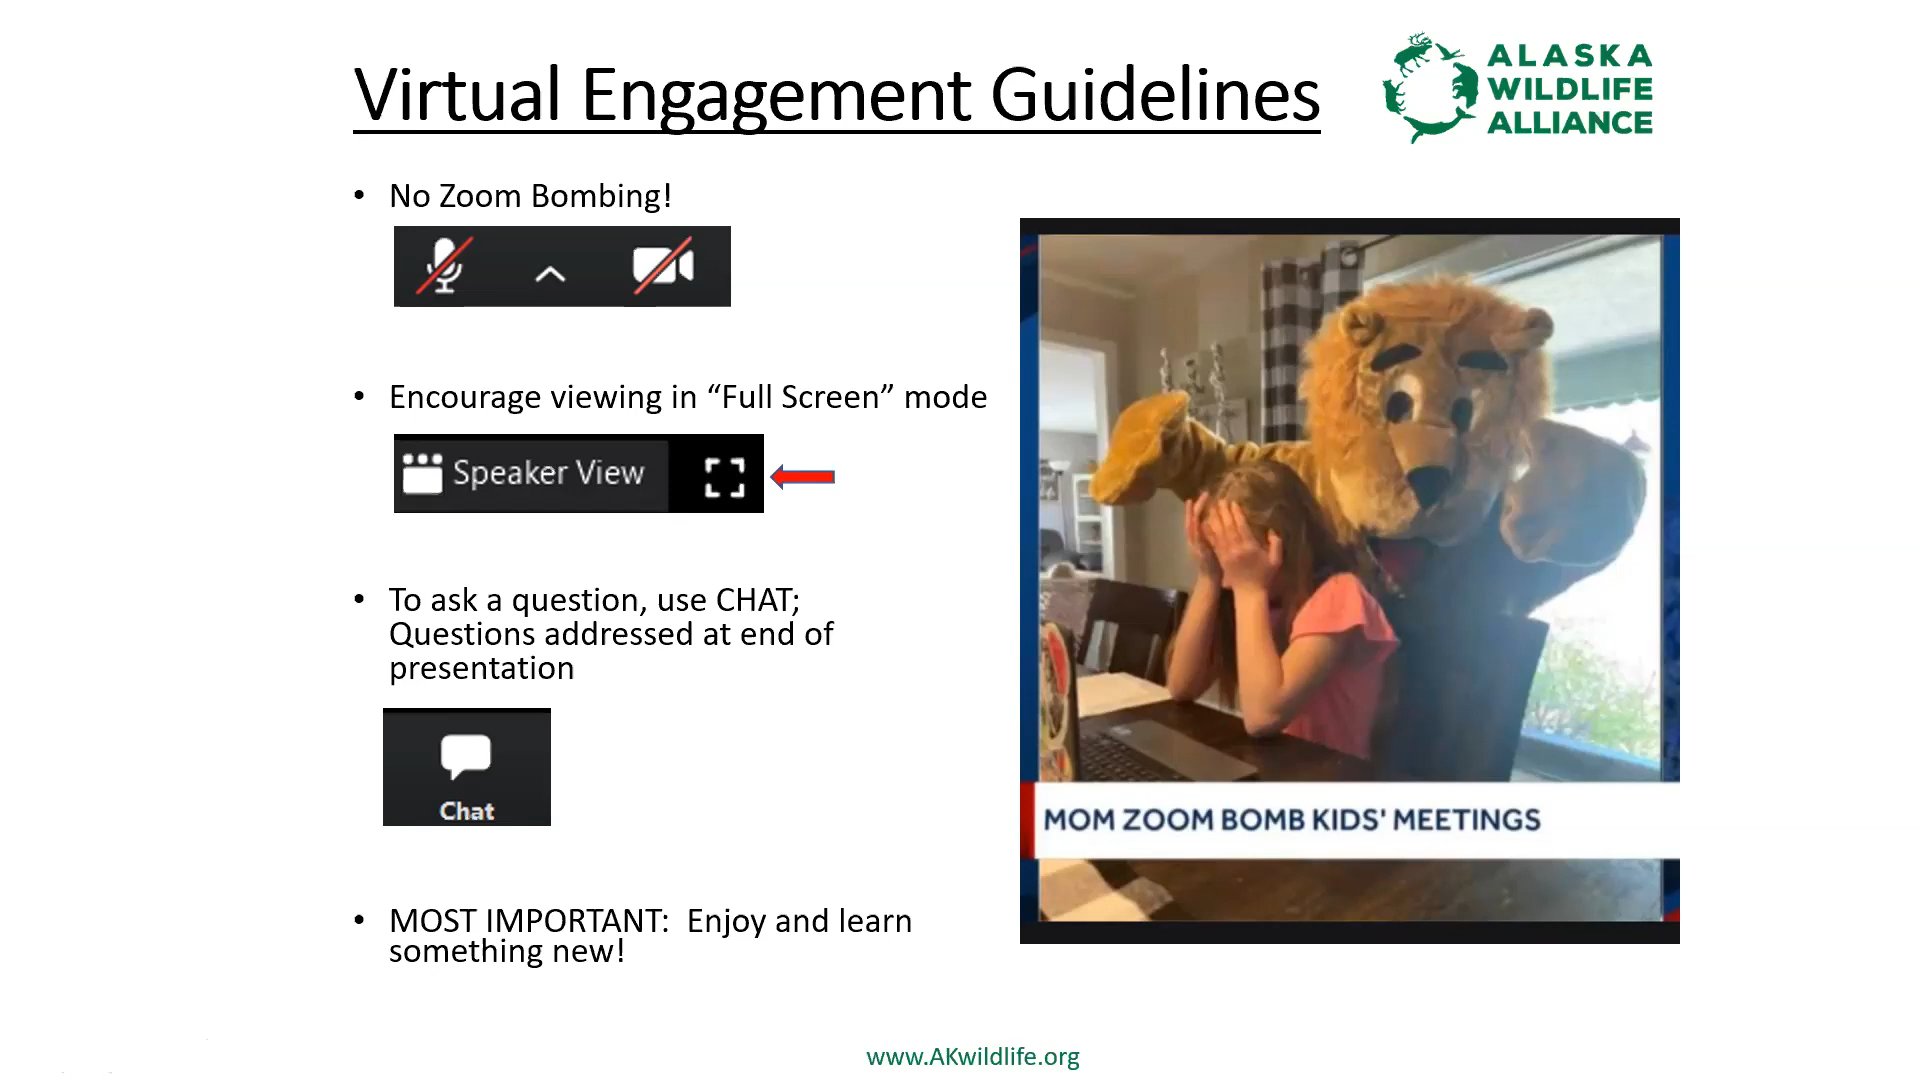 Virtual Engagement Guidelines
ALASKA
WILDLIFE
ALLIANCE
• No Zoom Bombing!
• Encourage viewing in “Full Screen” mode
Speaker View
• To ask a question, use CHAT;
Questions addressed at end of
presentation
Chat
• MOST IMPORTANT:  Enjoy and learn
something new!
MOM ZOOM BOMB KIDS' MEETINGS
www.AKwildlife.org